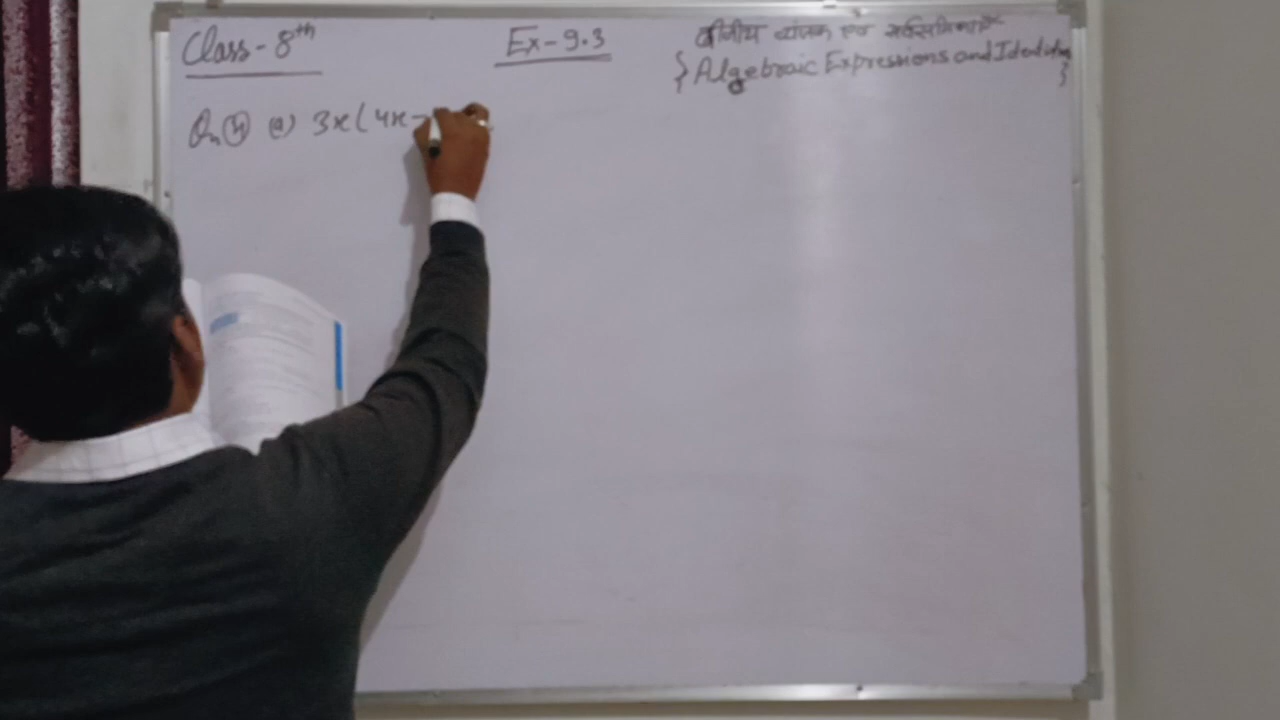 Class - 8th
Ex - 9.3
बीजीय व्यंजक एवं सर्वसमिकाएँ
{ Algebraic Expressions and Identities }
Qn (4) (a) 3x ( 4x -